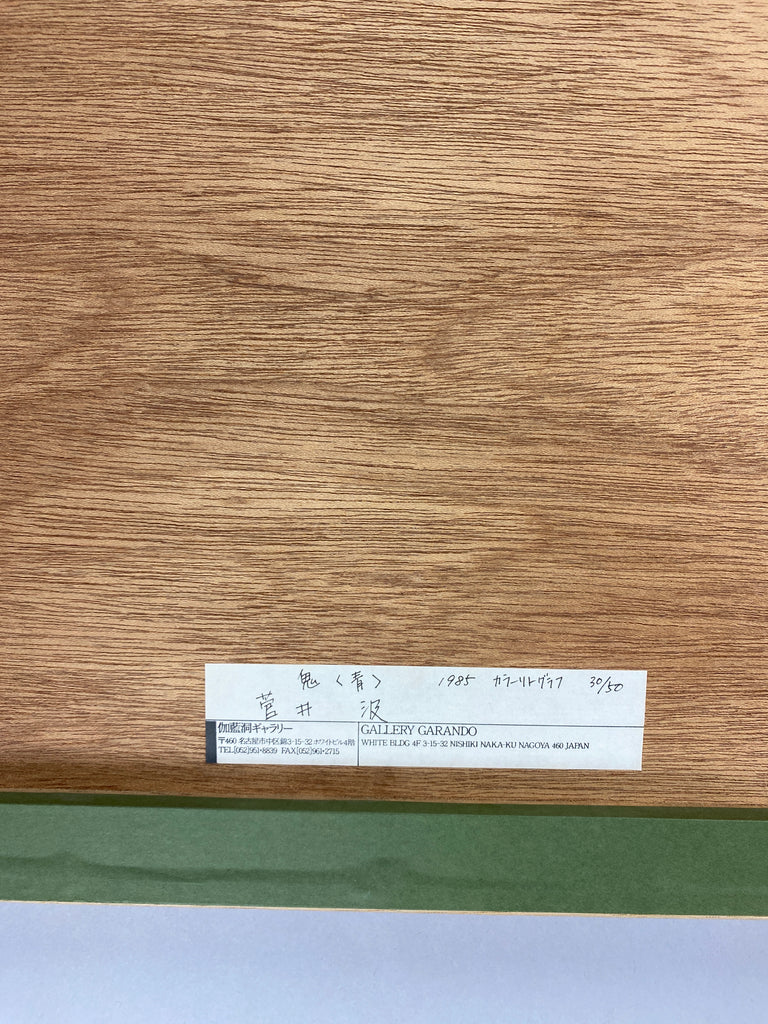 鬼〈青〉 1985 カラーリトグラフ 30/50
菅井 汲
伽藍洞ギャラリー
〒460 名古屋市中区錦3-15-32 ホワイトビル4階
TEL[052]951·8839 FAX[052]961·2715
GALLERY GARANDO
WHITE BLDG 4F 3-15-32 NISHIKI NAKA-KU NAGOYA 460 JAPAN